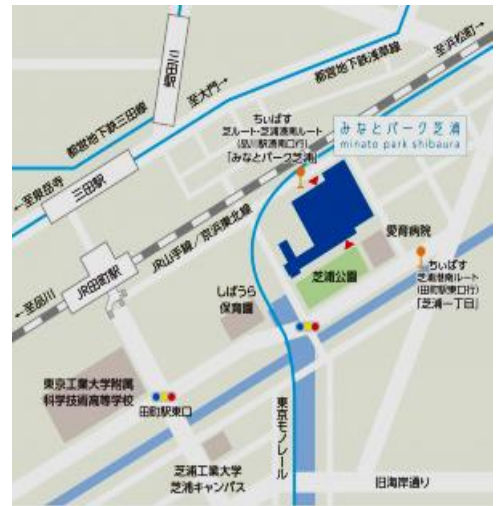 三田駅
都営地下鉄浅草線
至浜松町→
都営地下鉄三田線
至大門→
ちぃばす
芝ルート・芝浦港南ルート
(品川駅港南口行)
「みなとパーク芝浦」
みなとパーク芝浦
minato park shibaura
←至泉岳寺
三田駅
JR山手線/京浜東北線
愛育病院
←至品川
JR田町駅
芝浦公園
ちぃばす
芝浦港南ルート
(田町駅東口行)
「芝浦一丁目」
しばうら
保育園
東京工業大学附属
科学技術高等学校
田町駅東口
東京モノレール
芝浦工業大学
芝浦キャンパス
旧海岸通り